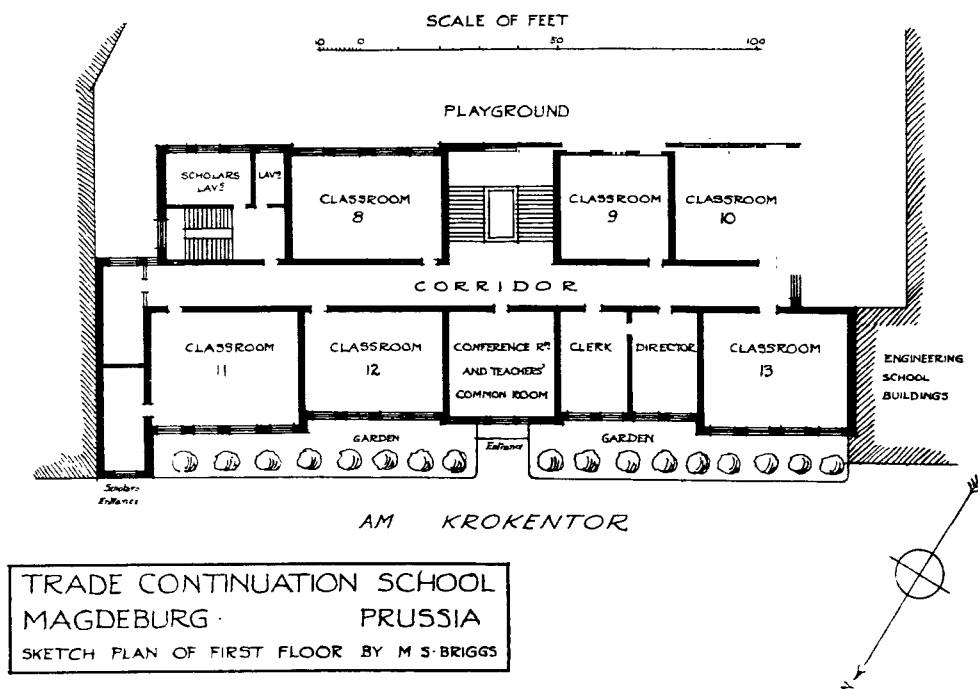 SCALE OF FEET
10 0 50 100
PLAYGROUND
SCHOLARS
LAVS
LAVS
CLASSROOM
8
CLASSROOM
9
CLASSROOM
10
CORRIDOR
CLASSROOM
11
CLASSROOM
12
CONFERENCE RM
AND TEACHERS'
COMMON ROOM
CLERK
DIRECTOR
CLASSROOM
13
ENGINEERING
SCHOOL
BUILDINGS
GARDEN
Entrance
GARDEN
Scholars
Entrance
AM KROKENTOR
TRADE CONTINUATION SCHOOL
MAGDEBURG · PRUSSIA
SKETCH PLAN OF FIRST FLOOR BY M·S·BRIGGS